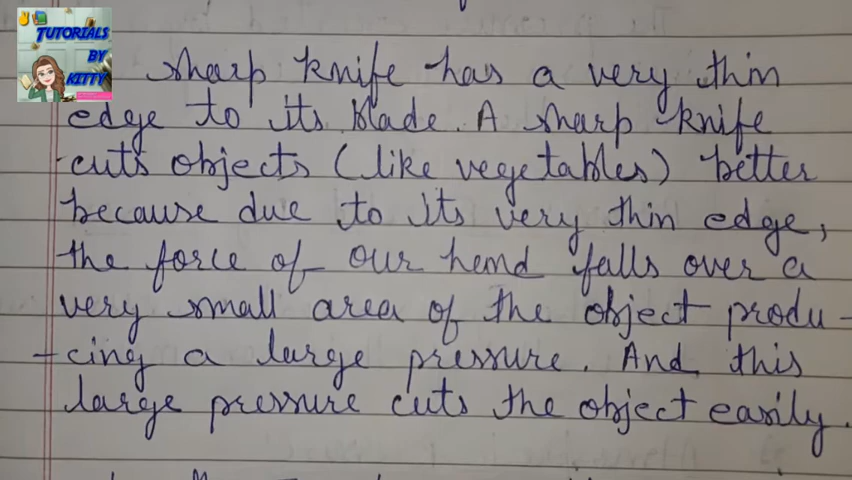 TUTORIALS
BY
KITTY
sharp knife has a very thin
edge to its blade. A sharp knife
cuts objects (like vegetables) better
because due to its very thin edge,
the force of our hand falls over a
very small area of the object produ-
-cing a large pressure. And this
large pressure cuts the object easily.